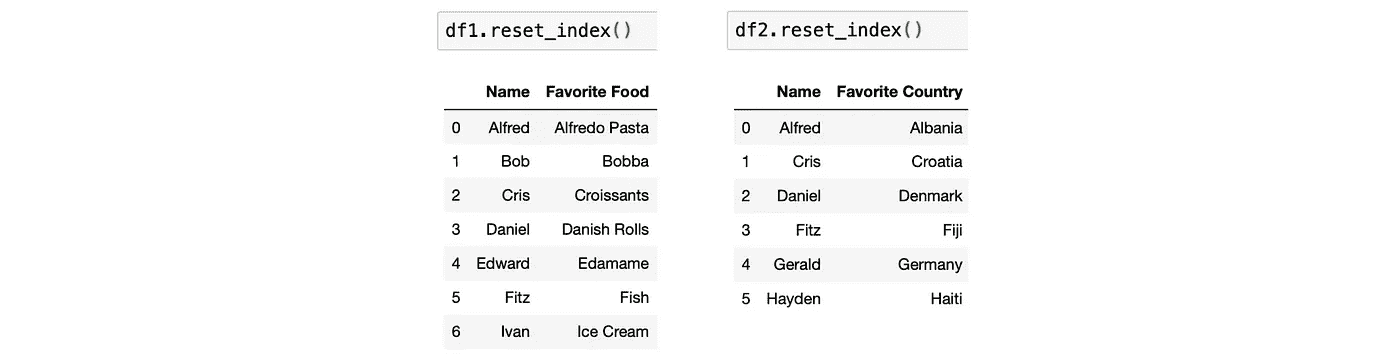 df1.reset_index()
Name Favorite Food
0 Alfred Alfredo Pasta
1 Bob Bobba
2 Cris Croissants
3 Daniel Danish Rolls
4 Edward Edamame
5 Fitz Fish
6 Ivan Ice Cream
df2.reset_index()
Name Favorite Country
0 Alfred Albania
1 Cris Croatia
2 Daniel Denmark
3 Fitz Fiji
4 Gerald Germany
5 Hayden Haiti